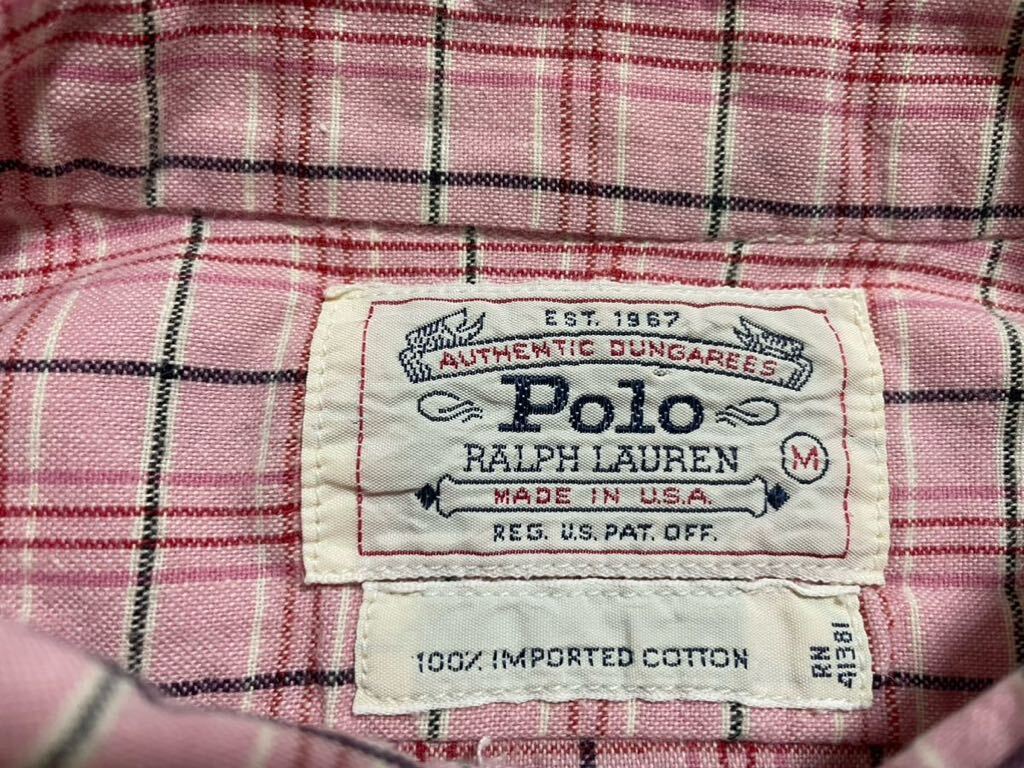 EST. 1967
AUTHENTIC DUNGAREES
Polo
RALPH LAUREN
M
MADE IN U.S.A.
REG. U.S. PAT. OFF.
100% IMPORTED COTTON
RN
41381